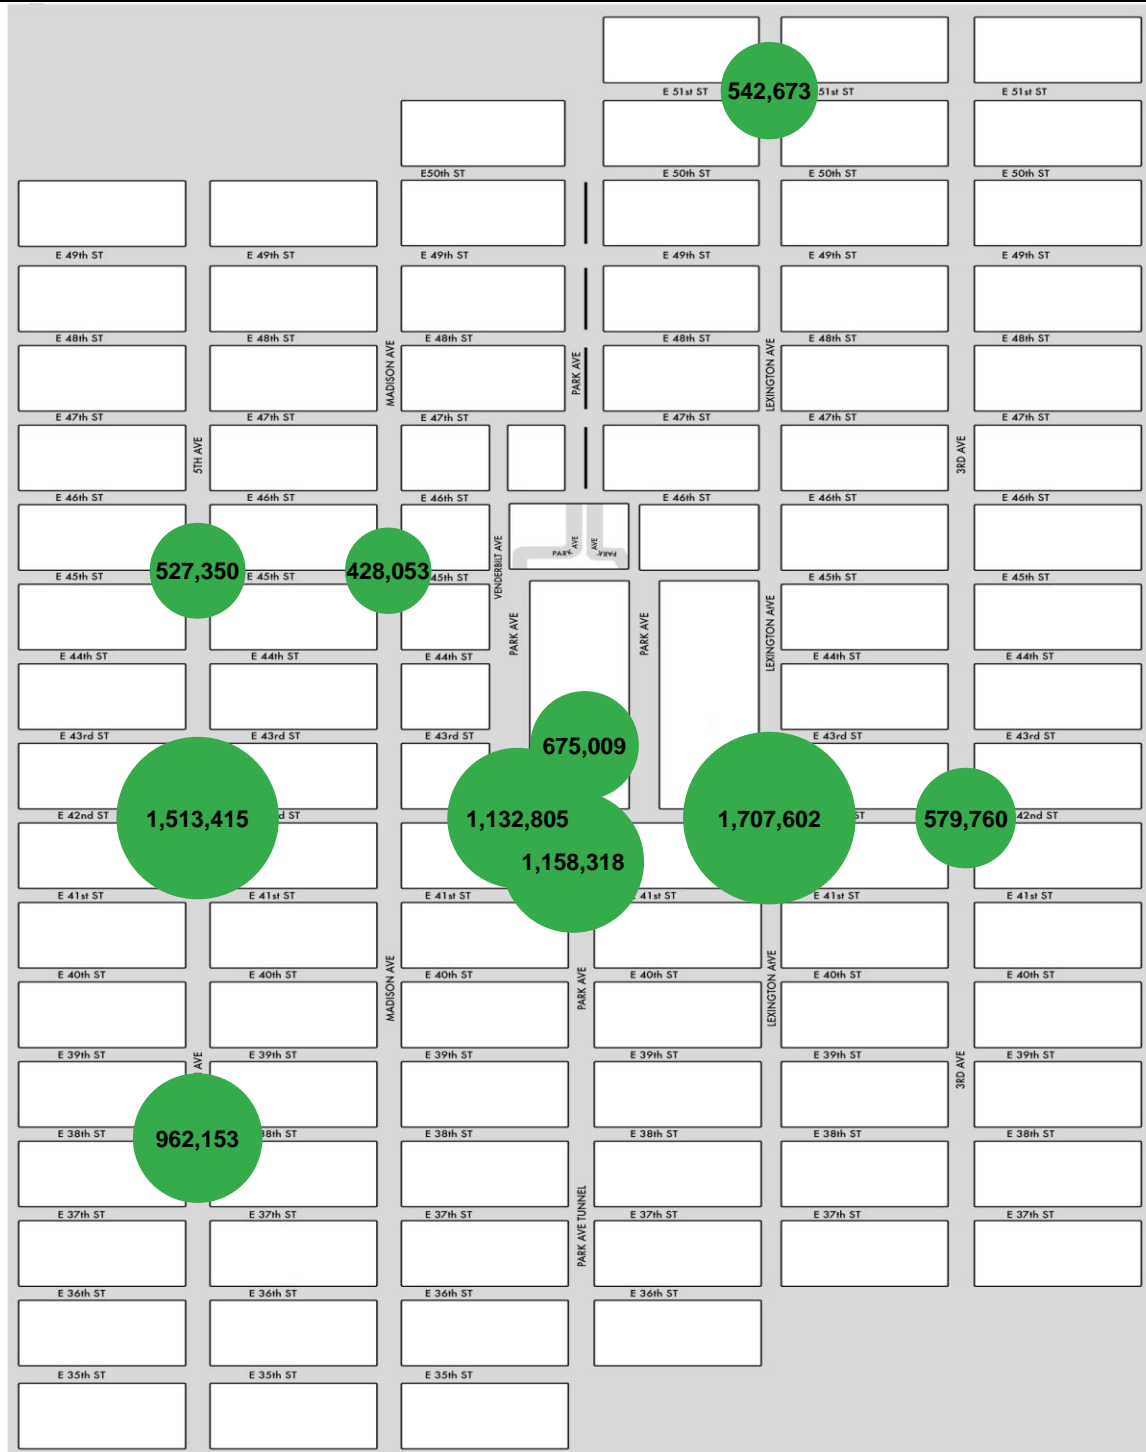 E 51st ST 542,673 51st ST E 51st ST
E50th ST E 50th ST E 50th ST E 50th ST
E 49th ST E 49th ST E 49th ST E 49th ST E 49th ST E 49th ST
E 48th ST E 48th ST E 48th ST E 48th ST E 48th ST E 48th ST
MADISON AVE
PARK AVE
LEXINGTON AVE
E 47th ST E 47th ST E 47th ST E 47th ST E 47th ST E 47th ST
5TH AVE
3RD AVE
E 46th ST E 46th ST E 46th ST E 46th ST E 46th ST E 46th ST
VENDERBILT AVE
PARK AVE
AVE PARK
527,350 428,053
E 45th ST E 45th ST 45th ST E 45th ST E 45th ST
PARK AVE
PARK AVE
LEXINGTON AIVE
E 44th ST E 44th ST E 44th ST E 44th ST E 44th ST
E 43rd ST E 43rd ST E 43rd ST E 43rd ST E 43rd ST
675,009
1,513,415 1,132,805 1,707,602 579,760
E 42nd ST d ST ST 42nd ST
1,158,318
E 41st ST E 41st ST E 41st ST E 41st ST E 41st ST E 41st ST
MADISON AVE
PARK AVE
LEXINGTON AIVE
E 40th ST E 40th ST E 40th ST E 40th ST E 40th ST E 40th ST
E 39th ST E 39th ST E 39th ST E 39th ST E 39th ST E 39th ST
AVE
3RD AVE
962,153
E 38th ST 38th ST E 38th ST E 38th ST E 38th ST E 38th ST
PARK AVE TUNNEL
E 37th ST E 37th ST E 37th ST E 37th ST E 37th ST E 37th ST
E 36th ST E 36th ST E 36th ST E 36th ST
E 35th ST E 35th ST E 35th ST